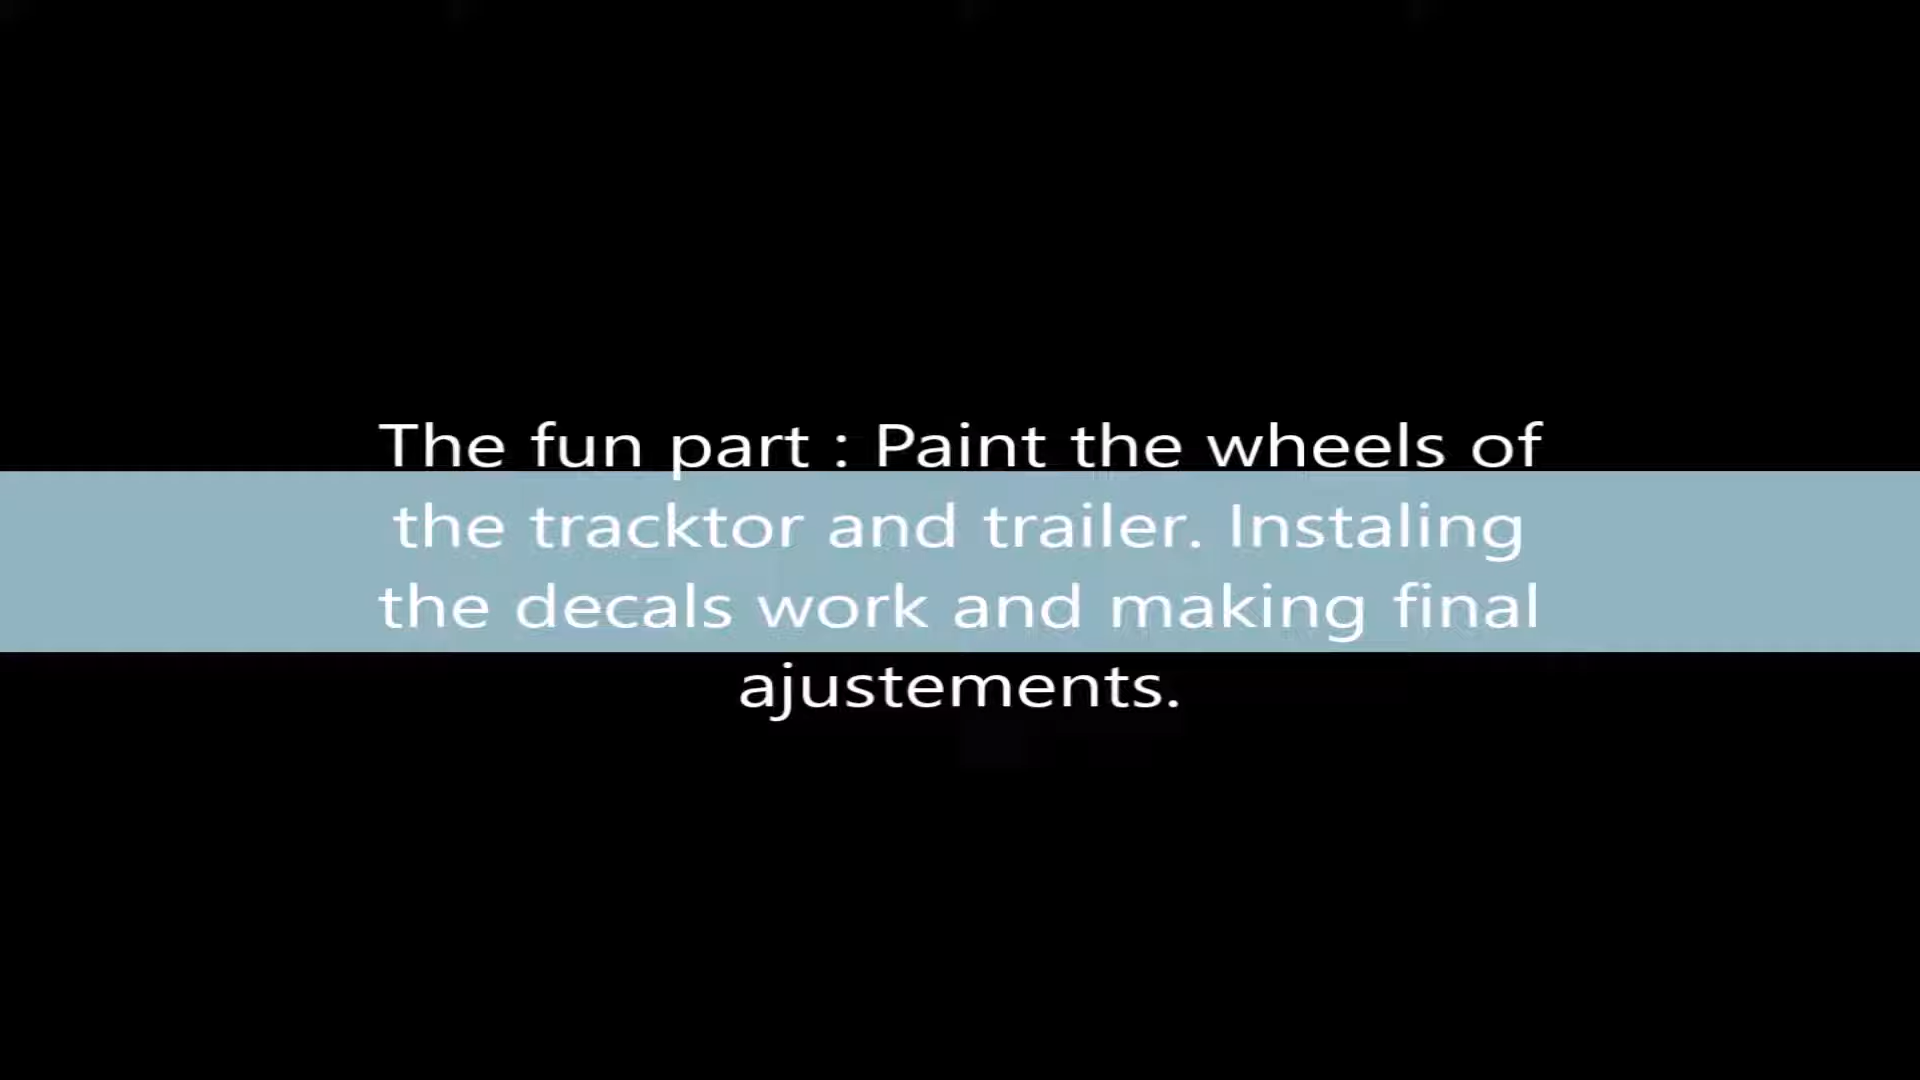 The fun part : Paint the wheels of
the tracktor and trailer. Instaling
the decals work and making final
ajustements.